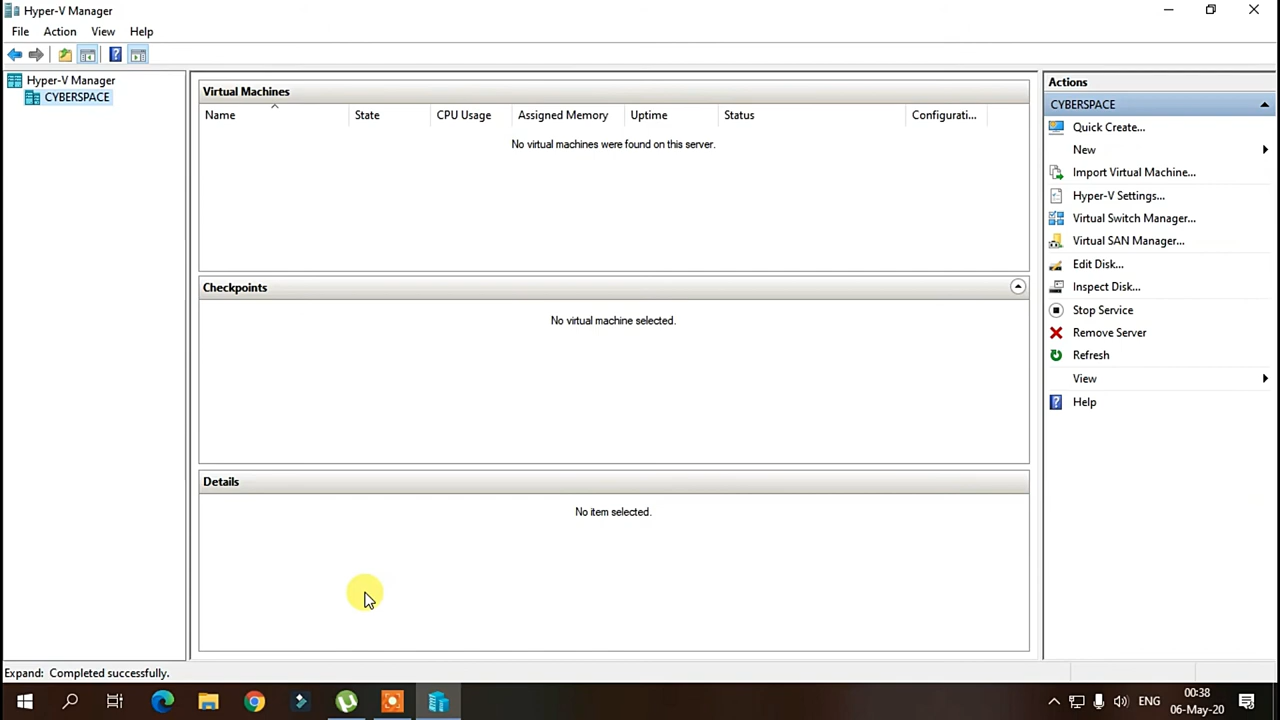 Hyper-V Manager
File Action View Help
Hyper-V Manager
CYBERSPACE
Virtual Machines
Name State CPU Usage Assigned Memory Uptime Status Configurati...
No virtual machines were found on this server.
Checkpoints
No virtual machine selected.
Details
No item selected.
Actions
CYBERSPACE
Quick Create...
New
Import Virtual Machine...
Hyper-V Settings...
Virtual Switch Manager...
Virtual SAN Manager...
Edit Disk...
Inspect Disk...
Stop Service
Remove Server
Refresh
View
Help
Expand: Completed successfully.
ENG
00:38
06-May-20